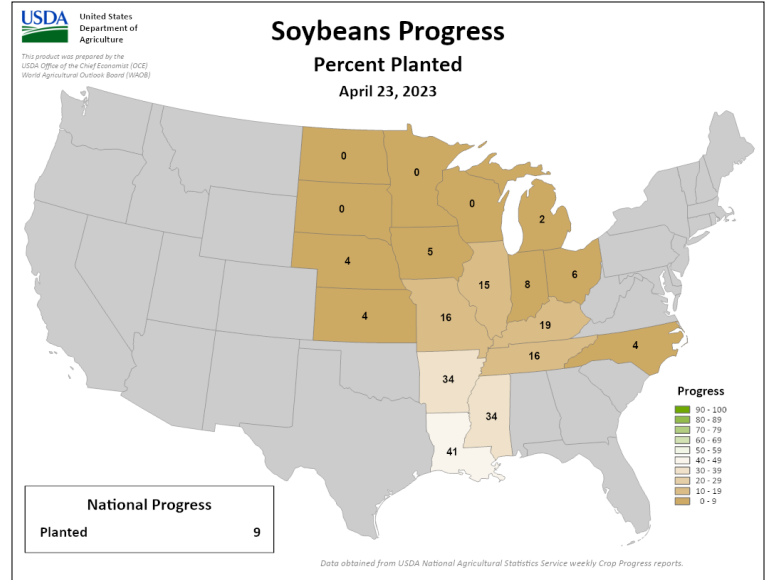 USDA
United States
Department of
Agriculture
This product was prepared by the
USDA Office of the Chief Economist (OCE)
World Agricultural Outlook Board (WAOB)
Soybeans Progress
Percent Planted
April 23, 2023
0
0
0
0
2
4
5
15
8
6
4
16
19
16
4
34
34
41
Progress
90 - 100
80 - 89
70 - 79
60 - 69
50 - 59
40 - 49
30 - 39
20 - 29
10 - 19
0 - 9
National Progress
Planted 9
Data obtained from USDA National Agricultural Statistics Service weekly Crop Progress reports.